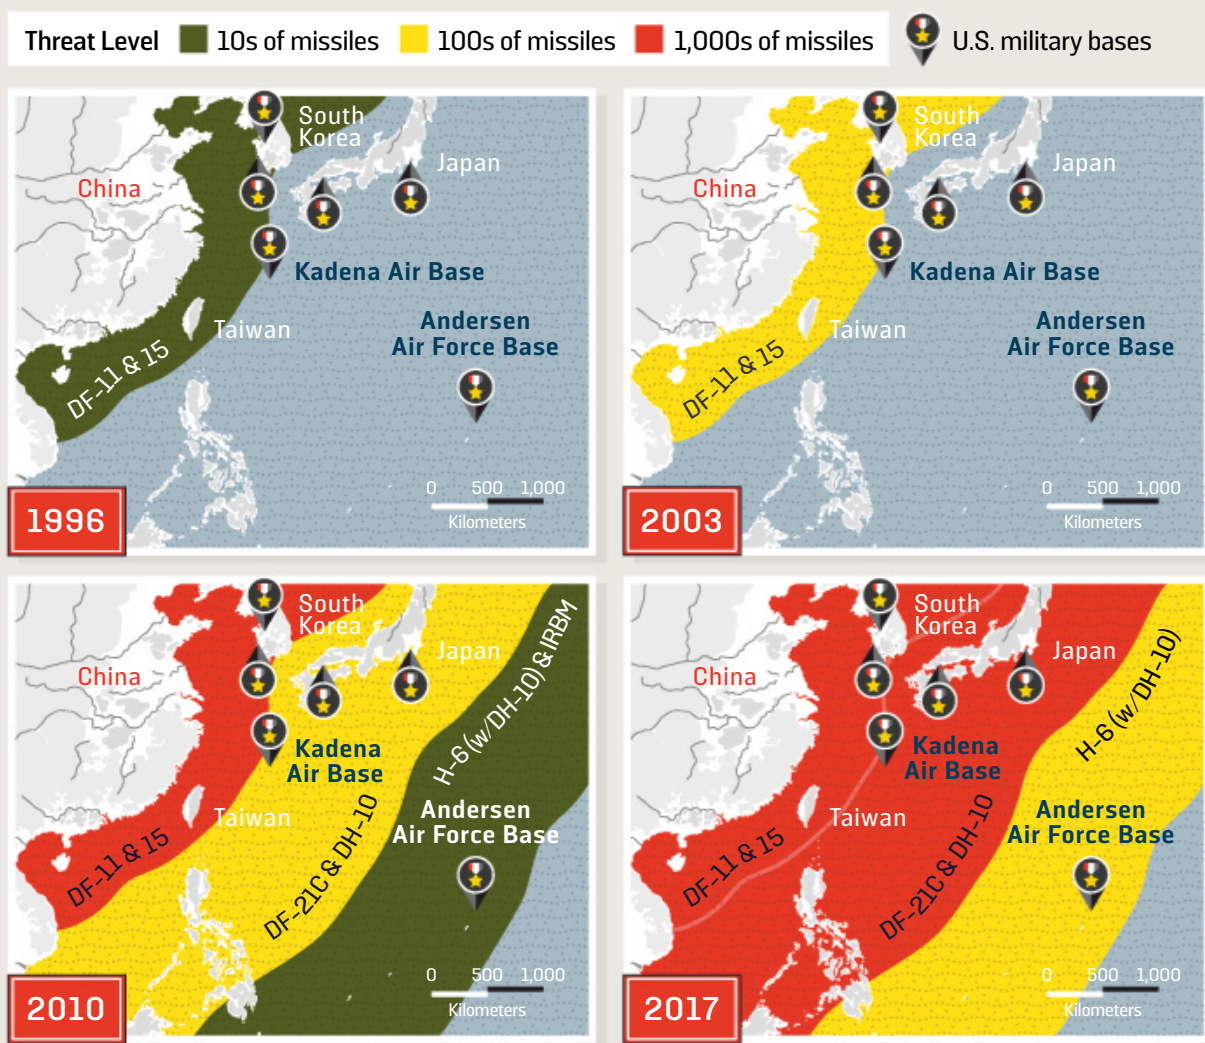 Threat Level 10s of missiles 100s of missiles 1,000s of missiles U.S. military bases
South
Korea
Japan
China
Kadena Air Base
Taiwan
Andersen
Air Force Base
DF-11 & 15
0 500 1,000
Kilometers
1996
South
Korea
Japan
China
Kadena Air Base
Taiwan
Andersen
Air Force Base
DF-11 & 15
0 500 1,000
Kilometers
2003
South
Korea
Japan
China
H-6 (w/DH-10) & IRBM
Kadena
Air Base
Taiwan
Andersen
Air Force Base
DF-11 & 15
DF-21C & DH-10
0 500 1,000
Kilometers
2010
South
Korea
Japan
China
H-6 (w/DH-10)
Kadena
Air Base
Taiwan
Andersen
Air Force Base
DF-11 & 15
DF-21C & DH-10
0 500 1,000
Kilometers
2017